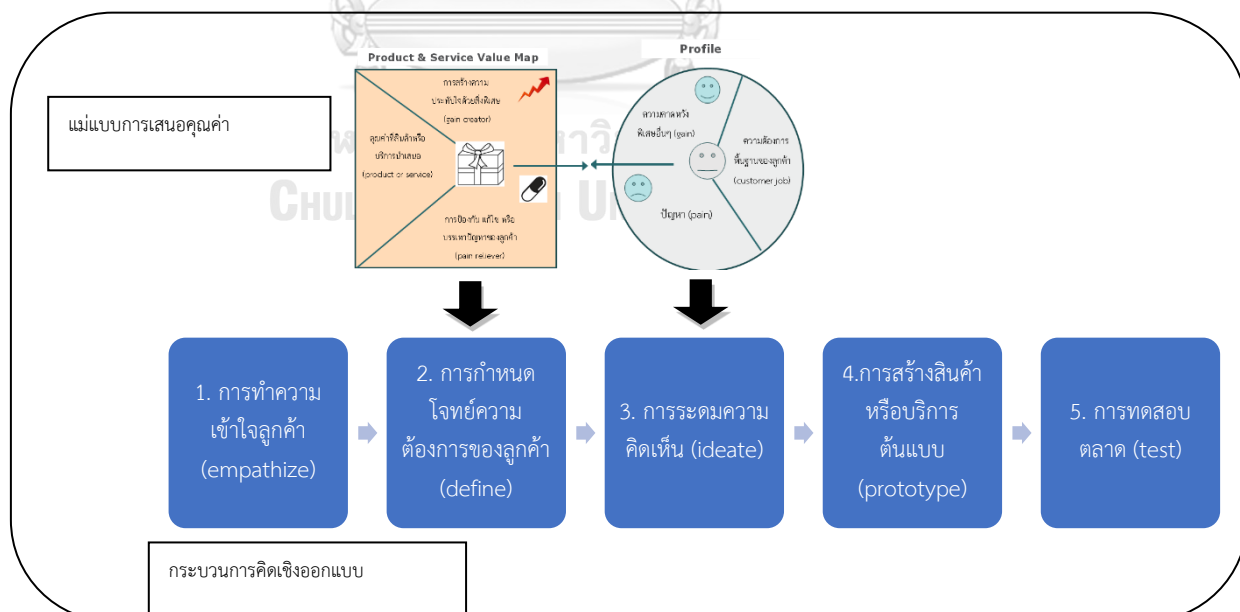 Product & Service Value Map
Profile
แม่แบบการเสนอคุณค่า
การสร้างความ
ประทับใจด้วยสิ่งพิเศษ
(gain creator)
คุณค่าที่สินค้าหรือ
บริการนำเสนอ
(product or service)
การป้องกัน แก้ไข หรือ
บรรเทาปัญหาของลูกค้า
(pain reliever)
ความคาดหวัง
พิเศษอื่นๆ (gain)
ความต้องการ
พื้นฐานของลูกค้า
(customer job)
ปัญหา (pain)
CHUL
1. การทำความ
เข้าใจลูกค้า
(empathize)
2. การกำหนด
โจทย์ความ
ต้องการของลูกค้า
(define)
3. การระดมความ
คิดเห็น (ideate)
4.การสร้างสินค้า
หรือบริการ
ต้นแบบ
(prototype)
5. การทดสอบ
ตลาด (test)
กระบวนการคิดเชิงออกแบบ